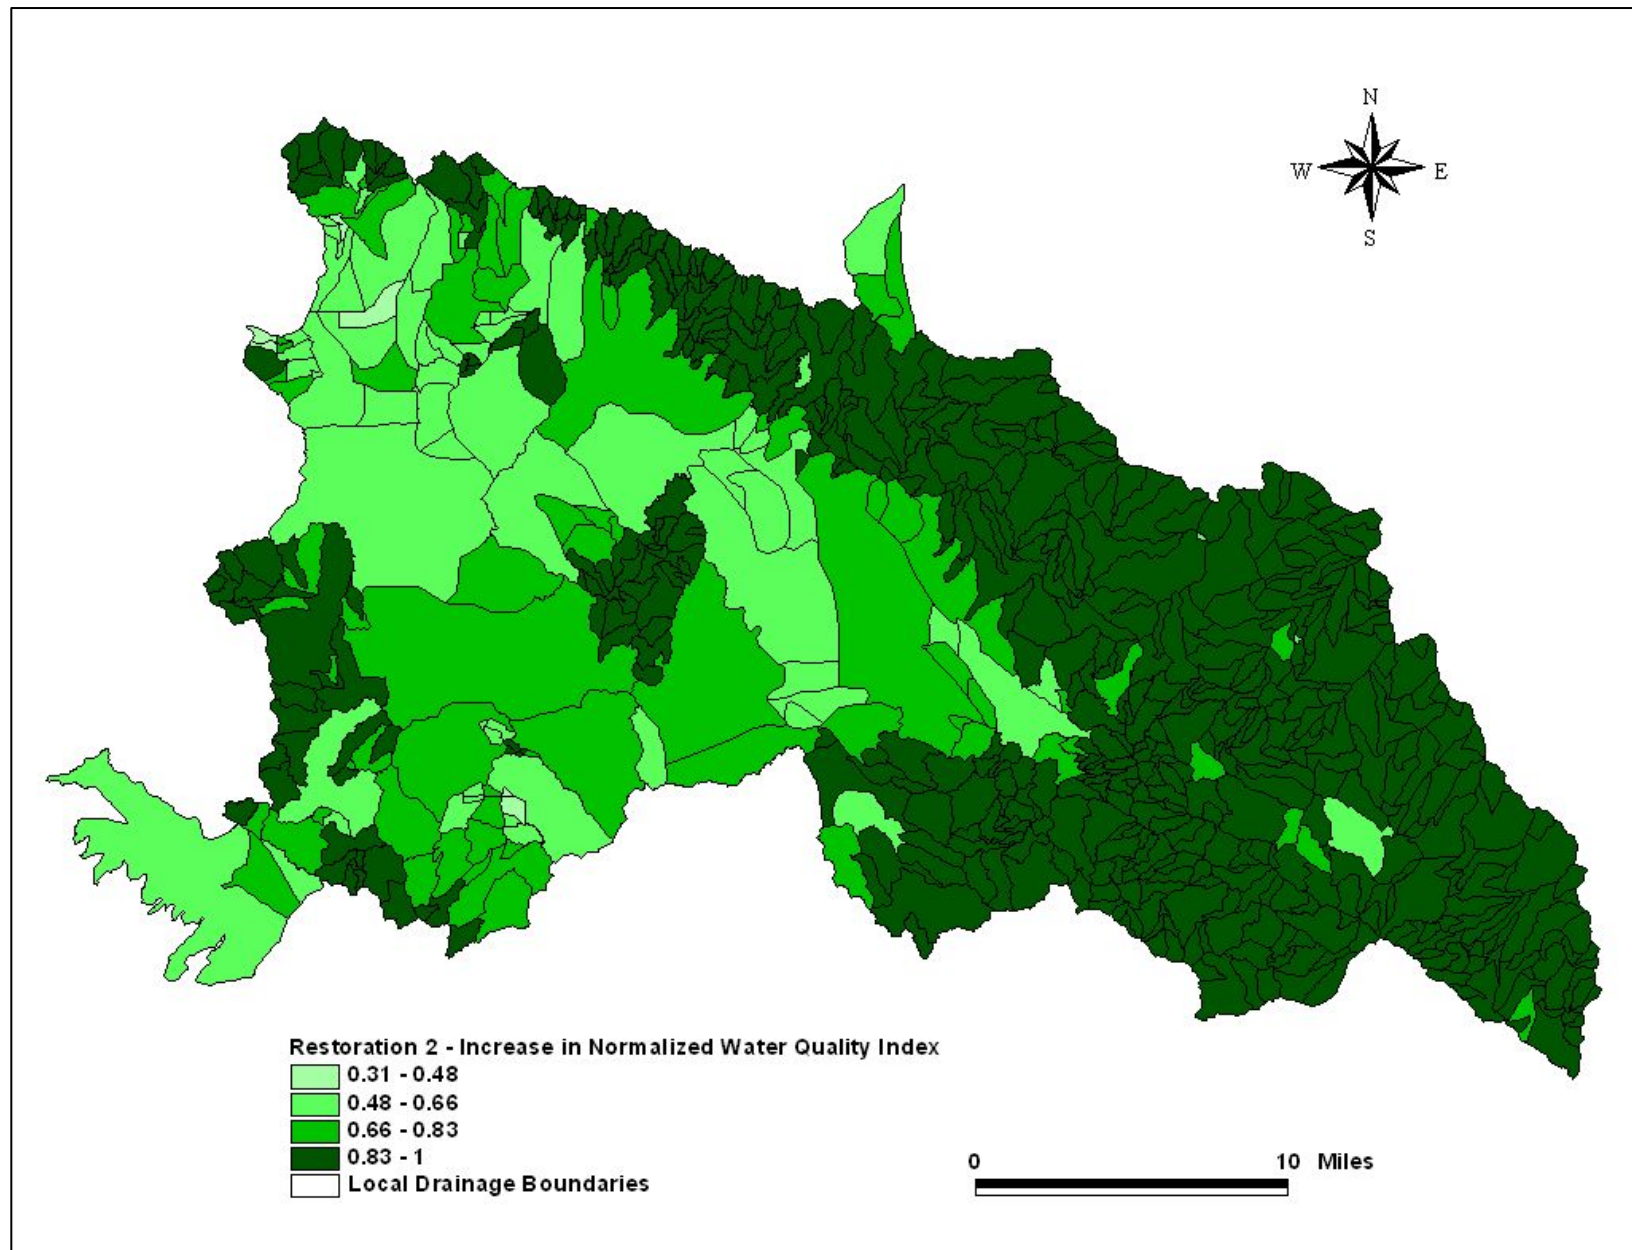 N
W E
S
Restoration 2 - Increase in Normalized Water Quality Index
0.31 - 0.48
0.48 - 0.66
0.66 - 0.83
0.83 - 1
Local Drainage Boundaries
0 10 Miles